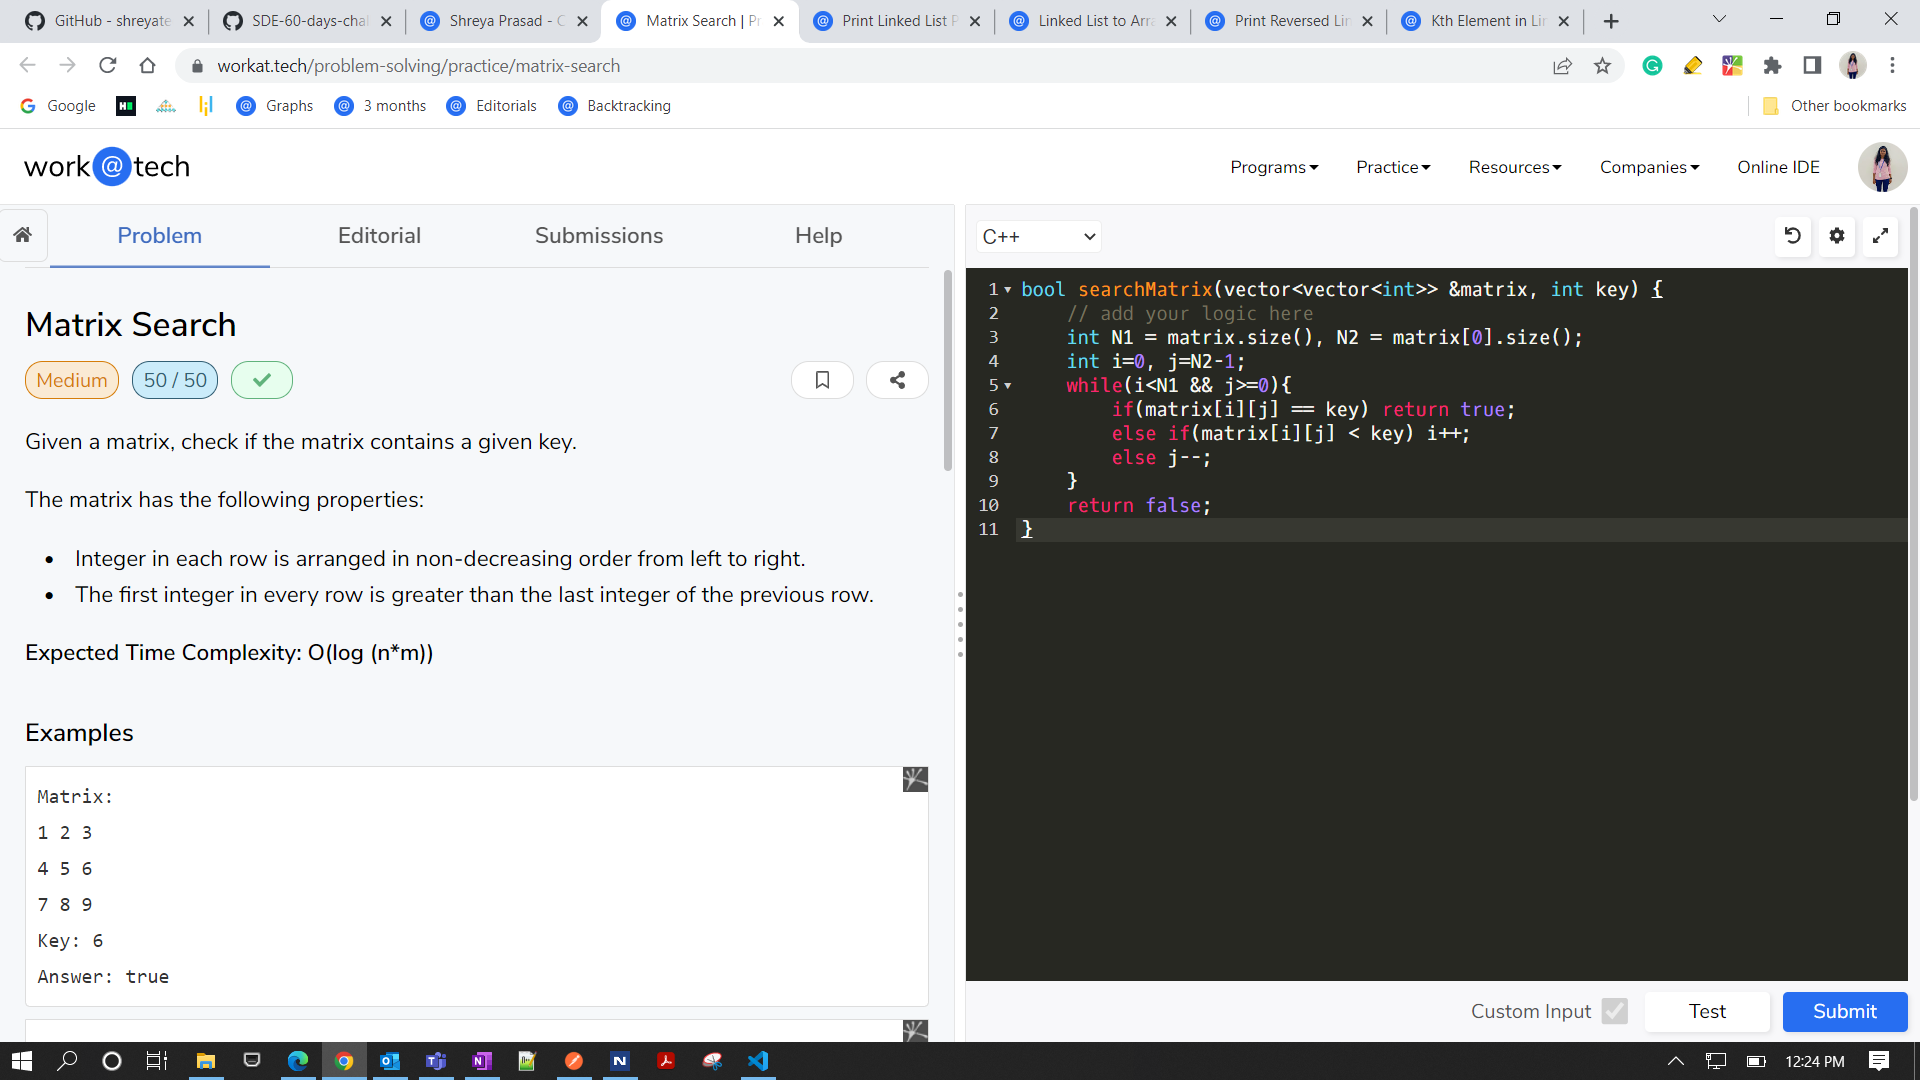 GitHub - shreyate
SDE-60-days-chal
Shreya Prasad - C
Matrix Search | Pr
Print Linked List P
Linked List to Arra
Print Reversed Lin
Kth Element in Lin
workat.tech/problem-solving/practice/matrix-search
Google
Graphs
3 months
Editorials
Backtracking
Other bookmarks
work@tech
Programs
Practice
Resources
Companies
Online IDE
Problem
Editorial
Submissions
Help
Matrix Search
Medium
50 / 50
Given a matrix, check if the matrix contains a given key.
The matrix has the following properties:
• Integer in each row is arranged in non-decreasing order from left to right.
• The first integer in every row is greater than the last integer of the previous row.
Expected Time Complexity: O(log (n*m))
Examples
Matrix:
1 2 3
4 5 6
7 8 9
Key: 6
Answer: true
C++
1 bool searchMatrix(vector<vector<int>> &matrix, int key) {
2 // add your logic here
3 int N1 = matrix.size(), N2 = matrix[0].size();
4 int i=0, j=N2-1;
5 while(i<N1 && j>=0){
6 if(matrix[i][j] == key) return true;
7 else if(matrix[i][j] < key) i++;
8 else j--;
9 }
10 return false;
11 }
Custom Input
Test
Submit
12:24 PM